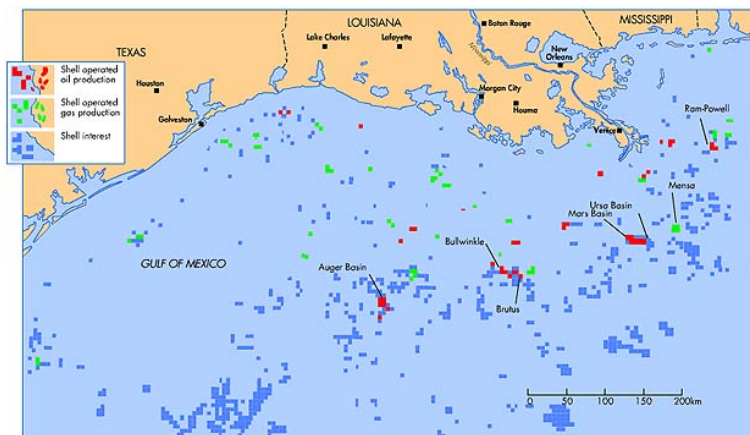 TEXAS
LOUISIANA
MISSISSIPPI
Baton Rouge
Lake Charles
Lafayette
New
Orleans
Mississippi
Shell operated
oil production
Shell operated
gas production
Shell interest
Houston
Galveston
Morgan City
Houma
Venice
Ram-Powell
Mensa
Ursa Basin
Mars Basin
Bullwinkle
GULF OF MEXICO
Auger Basin
Brutus
0 50 100 150 200km